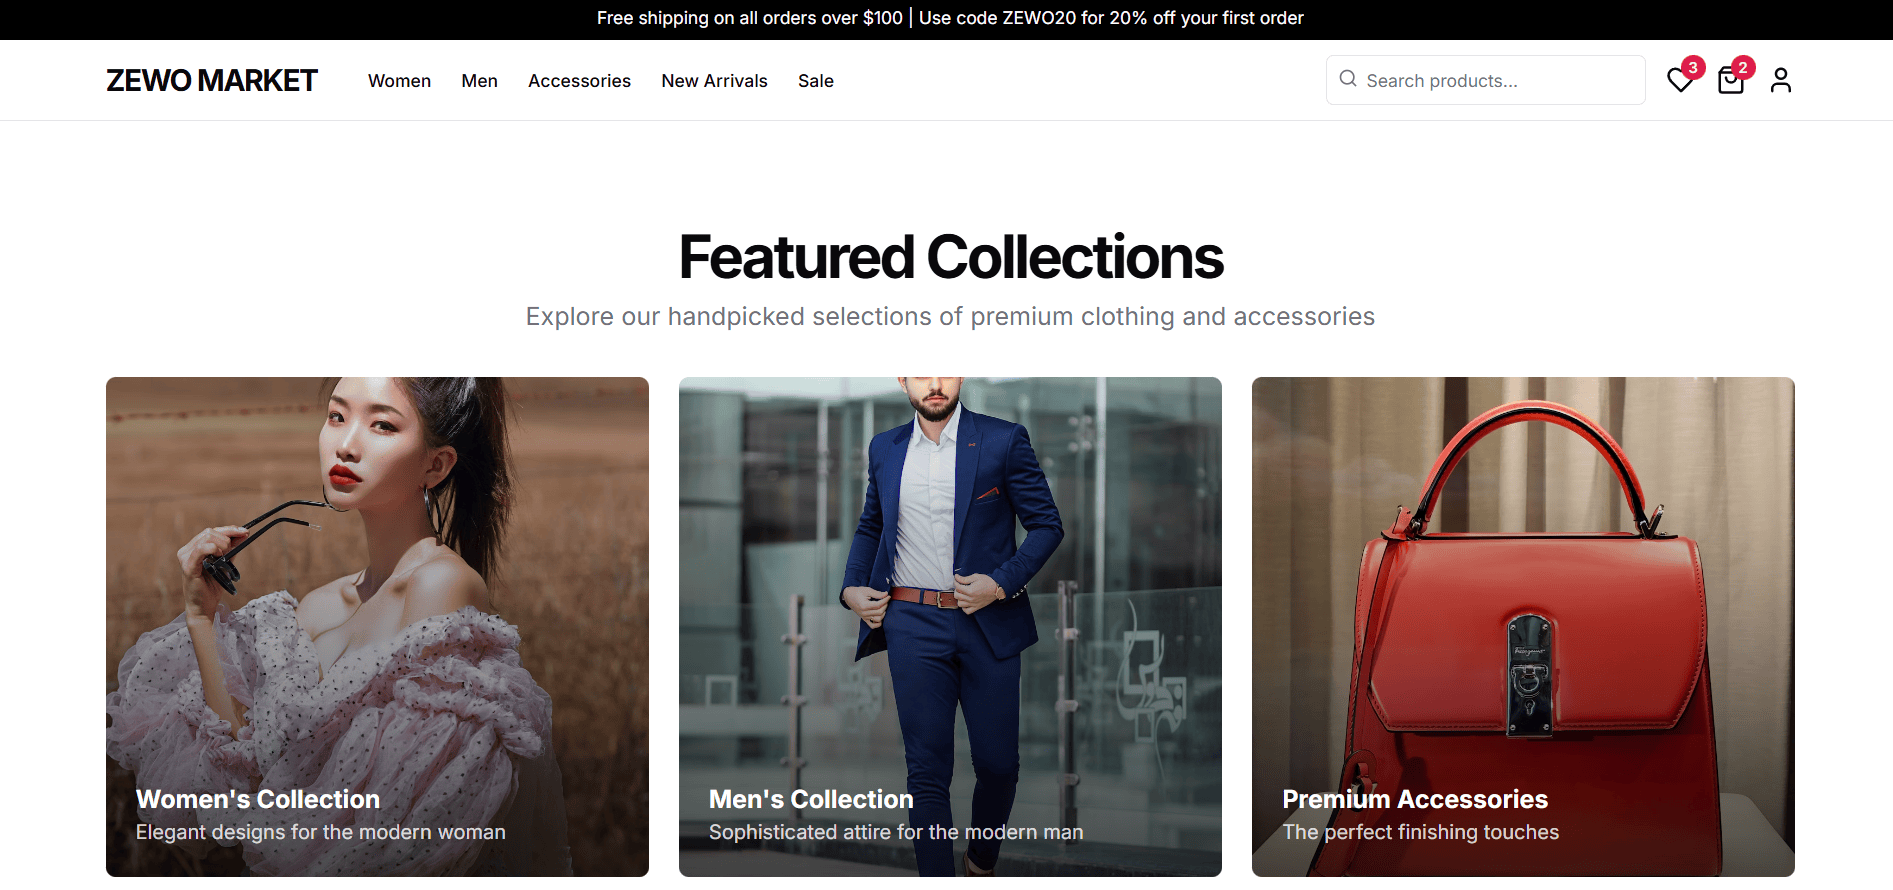 Free shipping on all orders over $100 | Use code ZEWO20 for 20% off your first order
ZEWO MARKET
Women
Men
Accessories
New Arrivals
Sale
Search products...
3
2
Featured Collections
Explore our handpicked selections of premium clothing and accessories
Women's Collection
Elegant designs for the modern woman
Men's Collection
Sophisticated attire for the modern man
Premium Accessories
The perfect finishing touches